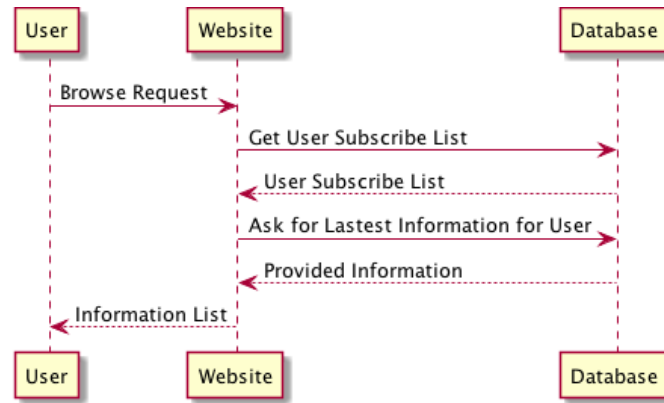 User Website Database
Browse Request
Get User Subscribe List
User Subscribe List
Ask for Lastest Information for User
Provided Information
Information List
User Website Database